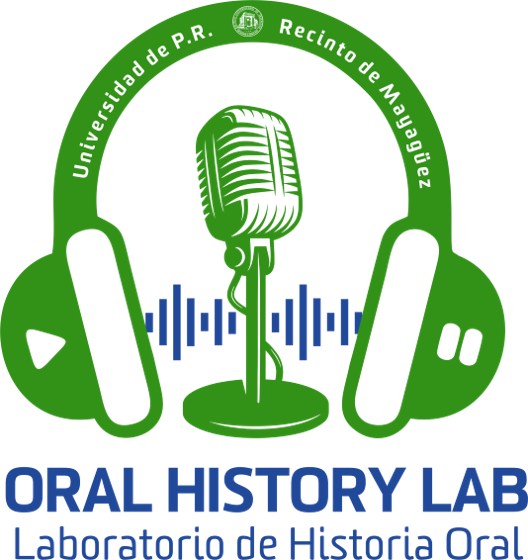 Universidad de P.R. Recinto de Mayagüez
ORAL HISTORY LAB
Laboratorio de Historia Oral